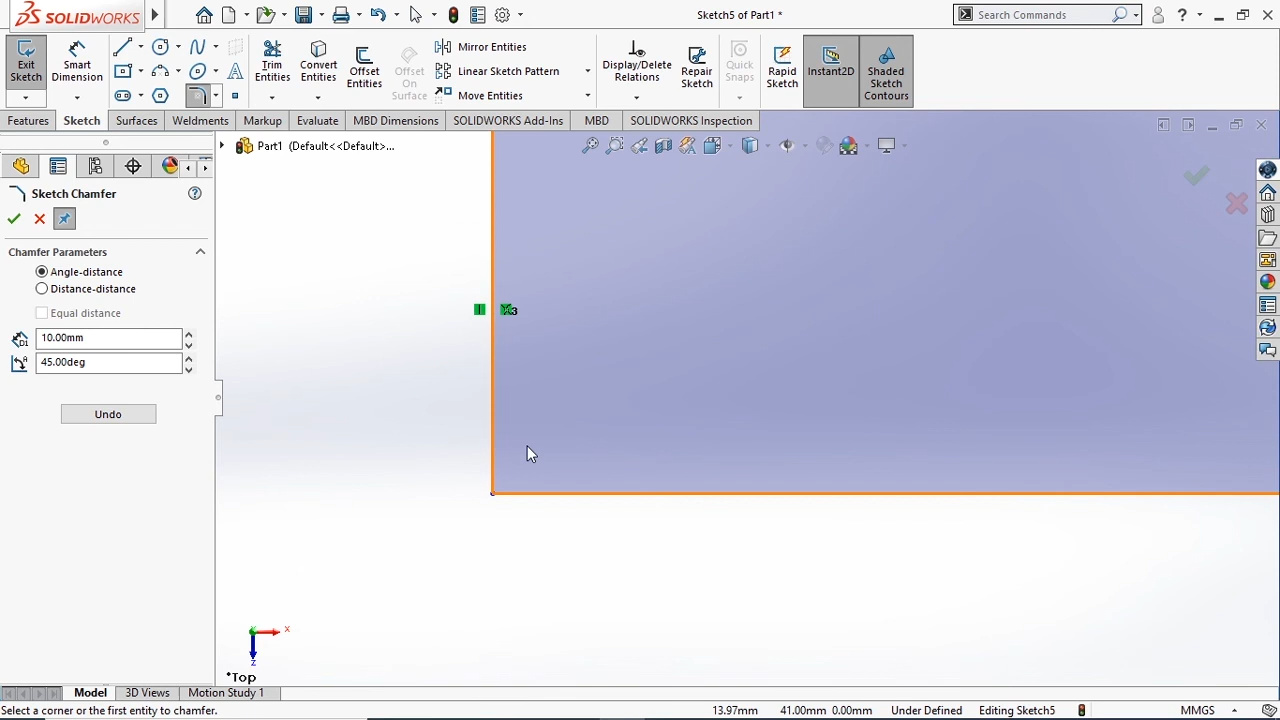 SOLIDWORKS
Sketch5 of Part1 *
Search Commands
Exit Sketch
Smart Dimension
Trim Entities
Convert Entities
Offset Entities
Offset On Surface
Mirror Entities
Linear Sketch Pattern
Move Entities
Display/Delete Relations
Repair Sketch
Quick Snaps
Rapid Sketch
Instant2D
Shaded Sketch Contours
Features
Sketch
Surfaces
Weldments
Markup
Evaluate
MBD Dimensions
SOLIDWORKS Add-Ins
MBD
SOLIDWORKS Inspection
Part1 (Default<<Default>...
Sketch Chamfer
Chamfer Parameters
Angle-distance
Distance-distance
Equal distance
10.00mm
45.00deg
Undo
3
Y
X
Z
*Top
Model
3D Views
Motion Study 1
Select a corner or the first entity to chamfer.
13.97mm
41.00mm 0.00mm
Under Defined
Editing Sketch5
MMGS